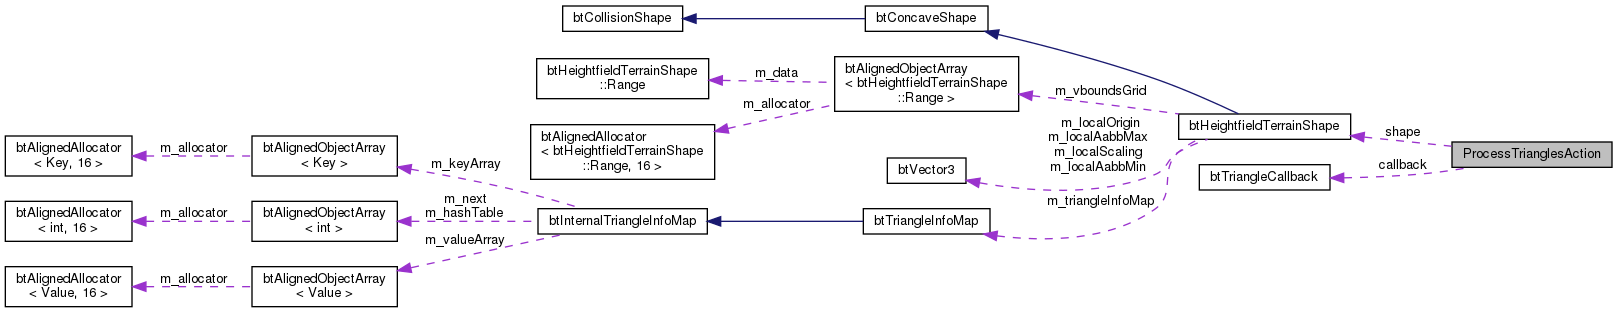 btCollisionShape
btConcaveShape
btHeightfieldTerrainShape
::Range
m_data
btAlignedObjectArray
< btHeightfieldTerrainShape
::Range >
m_vboundsGrid
m_allocator
btAlignedAllocator
< btHeightfieldTerrainShape
::Range, 16 >
m_localOrigin
m_localAabbMax
m_localScaling
m_localAabbMin
btHeightfieldTerrainShape
shape
ProcessTrianglesAction
callback
btTriangleCallback
btVector3
m_triangleInfoMap
btAlignedAllocator
< Key, 16 >
m_allocator
btAlignedObjectArray
< Key >
m_keyArray
btAlignedAllocator
< int, 16 >
m_allocator
btAlignedObjectArray
< int >
m_next
m_hashTable
btInternalTriangleInfoMap
btTriangleInfoMap
m_valueArray
btAlignedAllocator
< Value, 16 >
m_allocator
btAlignedObjectArray
< Value >